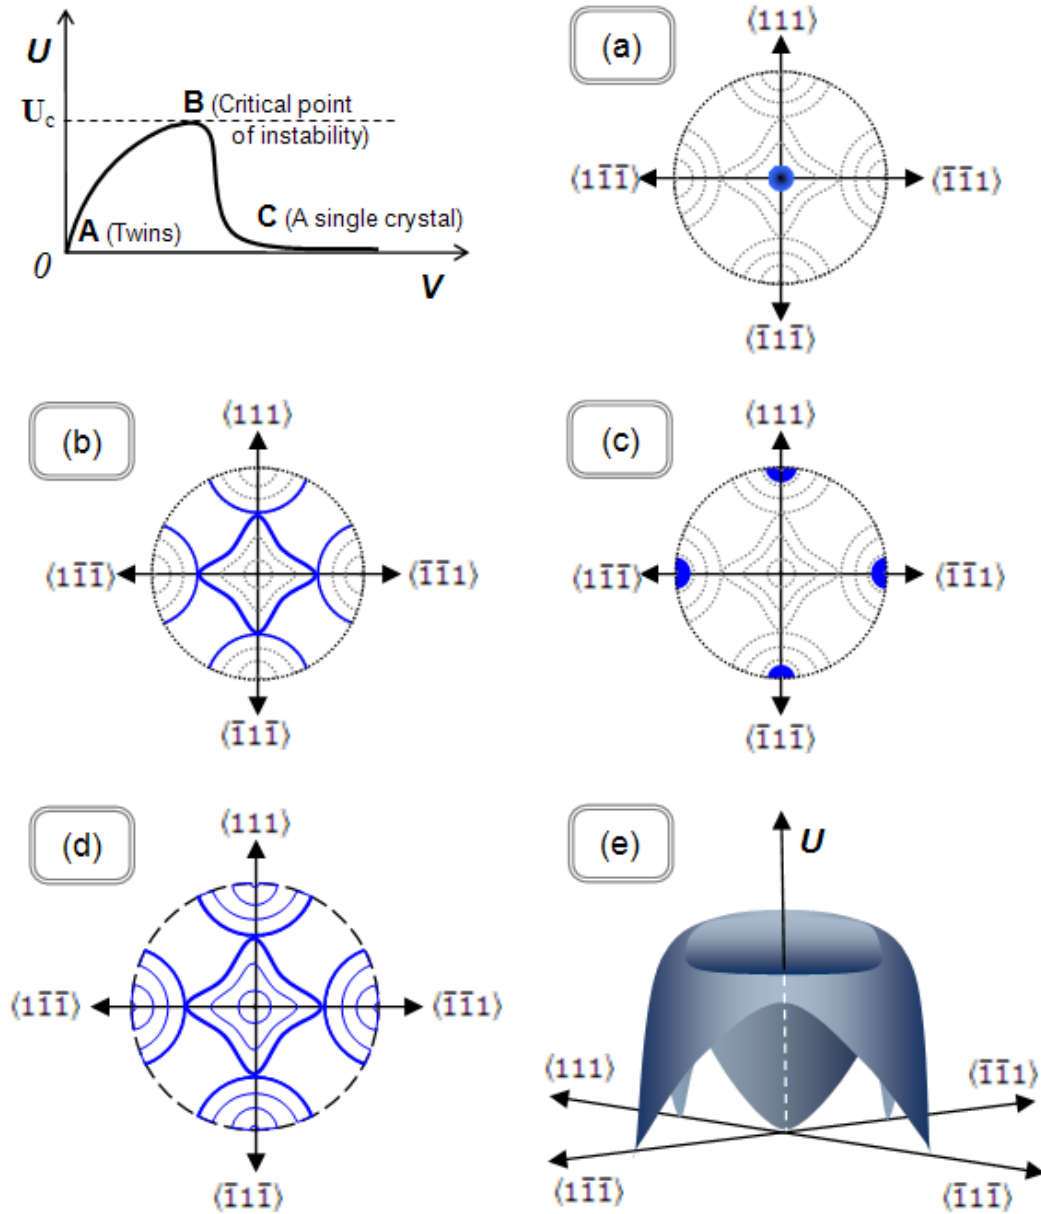 U
U_c
B (Critical point
of instability)
A (Twins)
C (A single crystal)
0
V
(a)
⟨111⟩
⟨11̅1̅⟩
⟨1̅1̅1⟩
⟨1̅11̅⟩
(b)
⟨111⟩
⟨11̅1̅⟩
⟨1̅1̅1⟩
⟨1̅11̅⟩
(c)
⟨111⟩
⟨11̅1̅⟩
⟨1̅1̅1⟩
⟨1̅11̅⟩
(d)
⟨111⟩
⟨11̅1̅⟩
⟨1̅1̅1⟩
⟨1̅11̅⟩
(e)
U
⟨111⟩
⟨1̅1̅1⟩
⟨11̅1̅⟩
⟨1̅11̅⟩